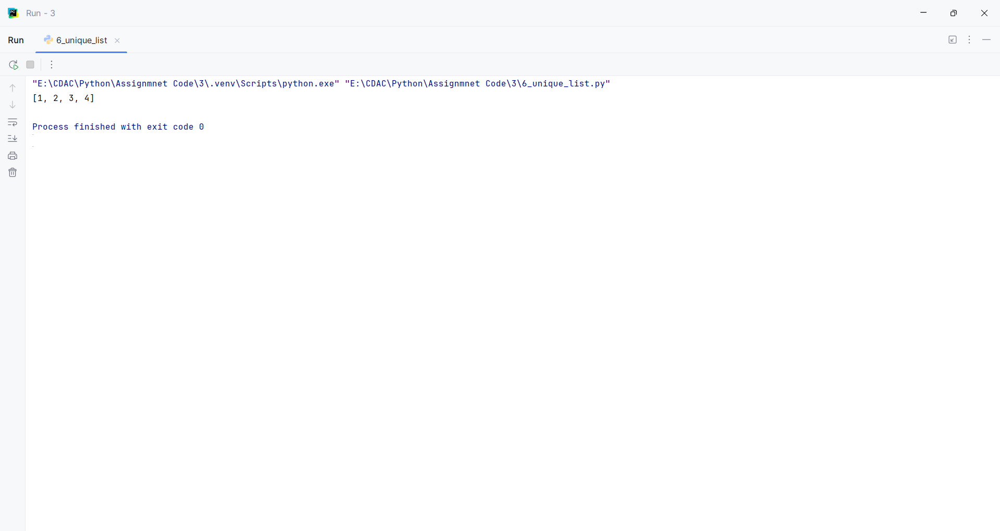 Run - 3
Run 6_unique_list
"E:\CDAC\Python\Assignmnet Code\3\.venv\Scripts\python.exe" "E:\CDAC\Python\Assignmnet Code\3\6_unique_list.py"
[1, 2, 3, 4]
Process finished with exit code 0